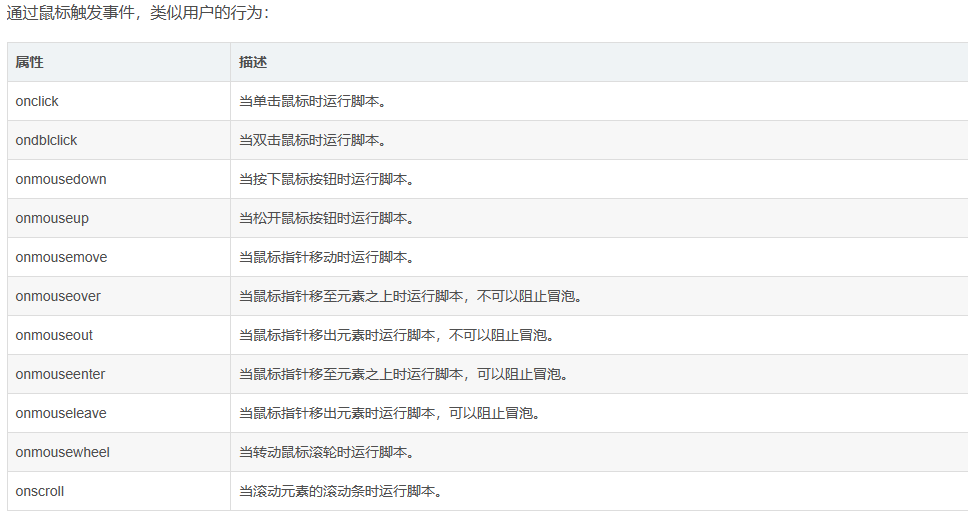 通过鼠标触发事件，类似用户的行为：
属性 描述
onclick 当单击鼠标时运行脚本。
ondblclick 当双击鼠标时运行脚本。
onmousedown 当按下鼠标按钮时运行脚本。
onmouseup 当松开鼠标按钮时运行脚本。
onmousemove 当鼠标指针移动时运行脚本。
onmouseover 当鼠标指针移至元素之上时运行脚本，不可以阻止冒泡。
onmouseout 当鼠标指针移出元素时运行脚本，不可以阻止冒泡。
onmouseenter 当鼠标指针移至元素之上时运行脚本，可以阻止冒泡。
onmouseleave 当鼠标指针移出元素时运行脚本，可以阻止冒泡。
onmousewheel 当转动鼠标滚轮时运行脚本。
onscroll 当滚动元素的滚动条时运行脚本。